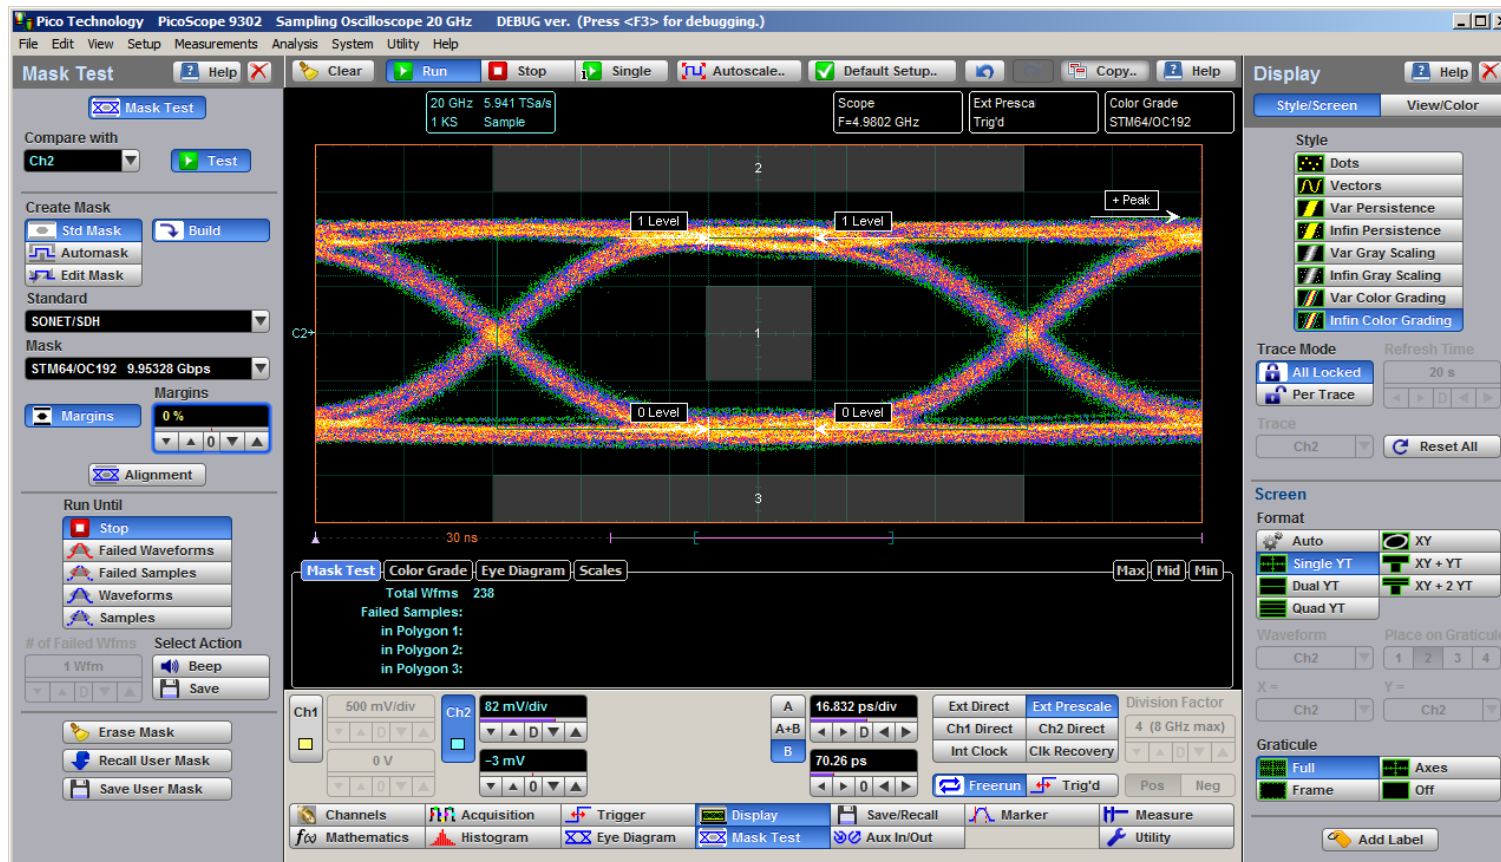 Pico Technology PicoScope 9302 Sampling Oscilloscope 20 GHz DEBUG ver. (Press <F3> for debugging.)
File Edit View Setup Measurements Analysis System Utility Help
Mask Test Help
Mask Test
Compare with
Ch2 Test
Create Mask
Std Mask Build
Automask
Edit Mask
Standard
SONET/SDH
Mask
STM64/OC192 9.95328 Gbps
Margins
Margins 0 %
0
Alignment
Run Until
Stop
Failed Waveforms
Failed Samples
Waveforms
Samples
# of Failed Wfms Select Action
1 Wfm Beep
D Save
Erase Mask
Recall User Mask
Save User Mask
Clear Run Stop Single Autoscale.. Default Setup.. Copy.. Help
20 GHz 5.941 TSa/s
1 KS Sample
Scope
F=4.9802 GHz
Ext Presca
Trig'd
Color Grade
STM64/OC192
2
+ Peak
1 Level 1 Level
C2 1
0 Level 0 Level
3
30 ns
Mask Test Color Grade Eye Diagram Scales Max Mid Min
Total Wfms 238
Failed Samples:
in Polygon 1:
in Polygon 2:
in Polygon 3:
Ch1 500 mV/div
D
0 V
D
Ch2 82 mV/div
D
-3 mV
0
A 16.832 ps/div
A+B D
B 70.26 ps
0
Ext Direct Ext Prescale
Ch1 Direct Ch2 Direct
Int Clock Clk Recovery
Freerun Trig'd
Division Factor
4 (8 GHz max)
D
Pos Neg
Channels Acquisition Trigger Display Save/Recall Marker Measure
f(ω) Mathematics Histogram Eye Diagram Mask Test Aux In/Out Utility
Display Help
Style/Screen View/Color
Style
Dots
Vectors
Var Persistence
Infin Persistence
Var Gray Scaling
Infin Gray Scaling
Var Color Grading
Infin Color Grading
Trace Mode Refresh Time
All Locked 20 s
Per Trace D
Trace
Ch2 Reset All
Screen
Format
Auto XY
Single YT XY + YT
Dual YT XY + 2 YT
Quad YT
Waveform Place on Graticule
Ch2 1 2 3 4
X = Y =
Ch2 Ch2
Graticule
Full Axes
Frame Off
Add Label